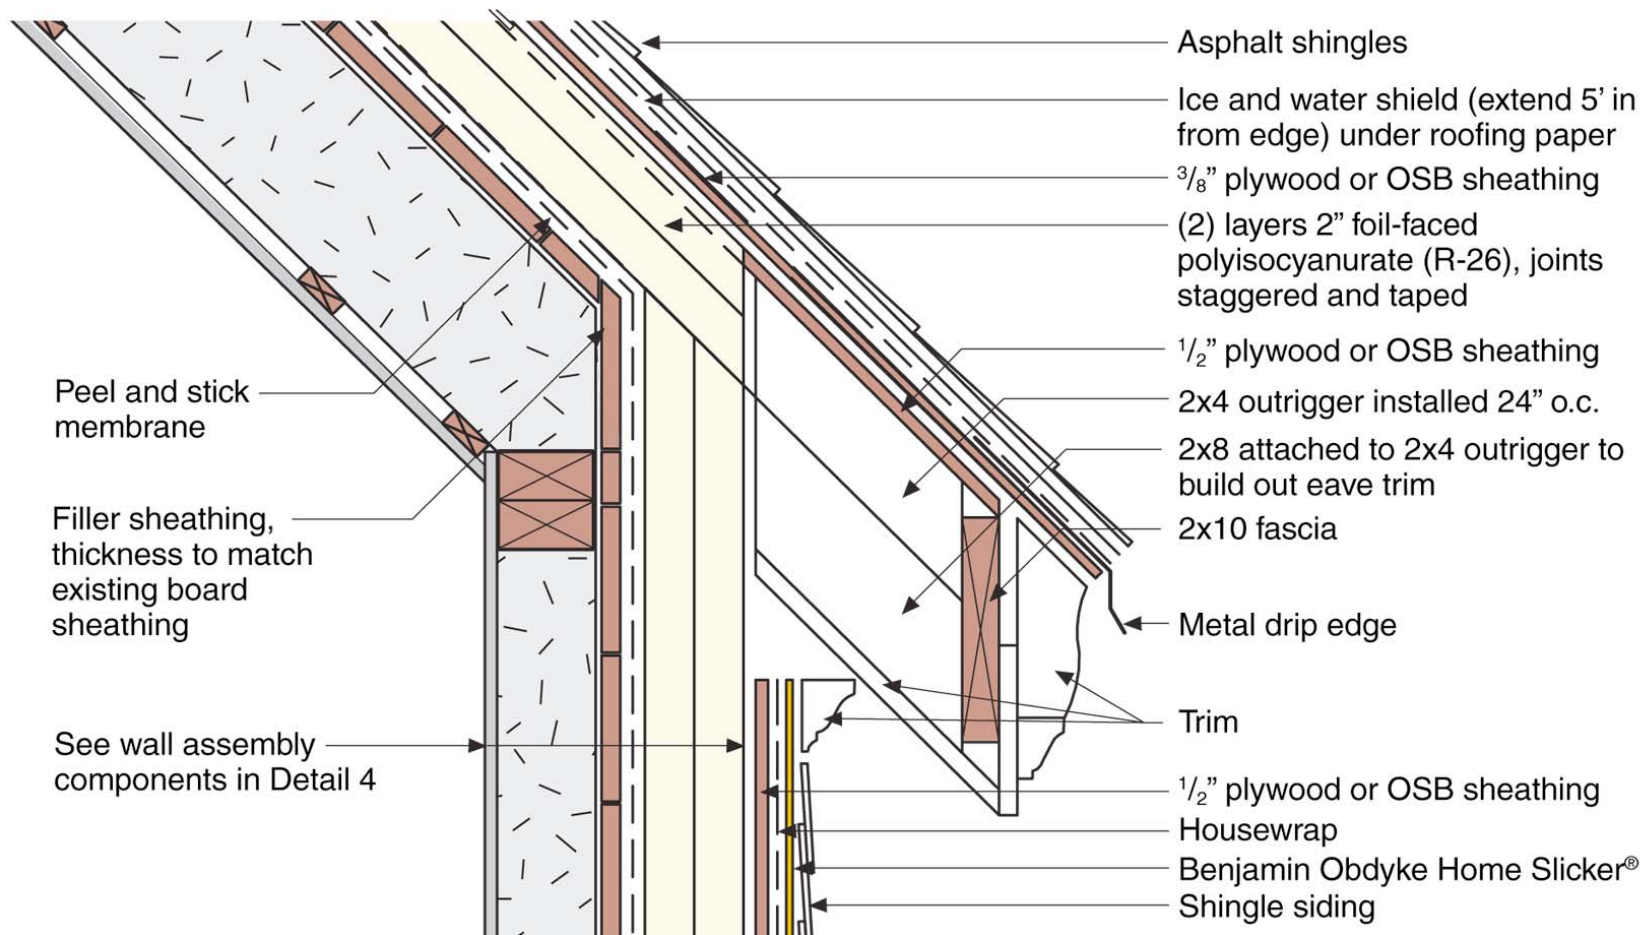 Asphalt shingles
Ice and water shield (extend 5’ in
from edge) under roofing paper
3/8” plywood or OSB sheathing
(2) layers 2” foil-faced
polyisocyanurate (R-26), joints
staggered and taped
1/2” plywood or OSB sheathing
2x4 outrigger installed 24” o.c.
2x8 attached to 2x4 outrigger to
build out eave trim
2x10 fascia
Metal drip edge
Trim
1/2” plywood or OSB sheathing
Housewrap
Benjamin Obdyke Home Slicker®
Shingle siding
Peel and stick
membrane
Filler sheathing,
thickness to match
existing board
sheathing
See wall assembly
components in Detail 4